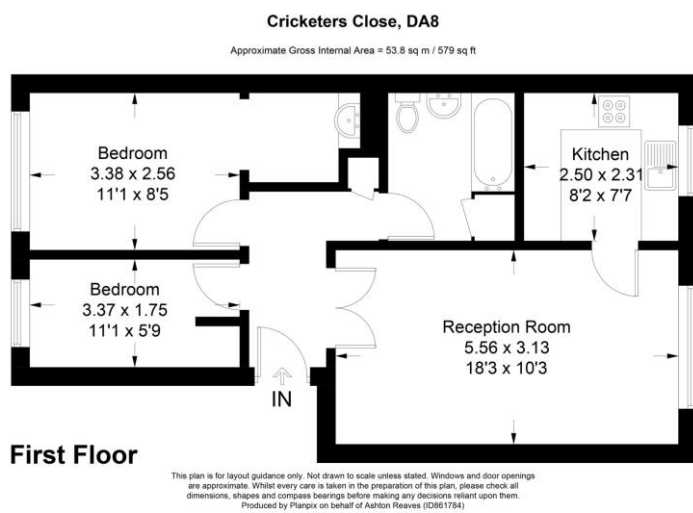 Cricketers Close, DA8
Approximate Gross Internal Area = 53.8 sq m / 579 sq ft
Bedroom
3.38 x 2.56
11'1 x 8'5
Kitchen
2.50 x 2.31
8'2 x 7'7
Bedroom
3.37 x 1.75
11'1 x 5'9
Reception Room
5.56 x 3.13
18'3 x 10'3
IN
First Floor
This plan is for layout guidance only. Not drawn to scale unless stated. Windows and door openings
are approximate. Whilst every care is taken in the preparation of this plan, please check all
dimensions, shapes and compass bearings before making any decisions reliant upon them.
Produced by Planpix on behalf of Ashton Reaves (ID861784)